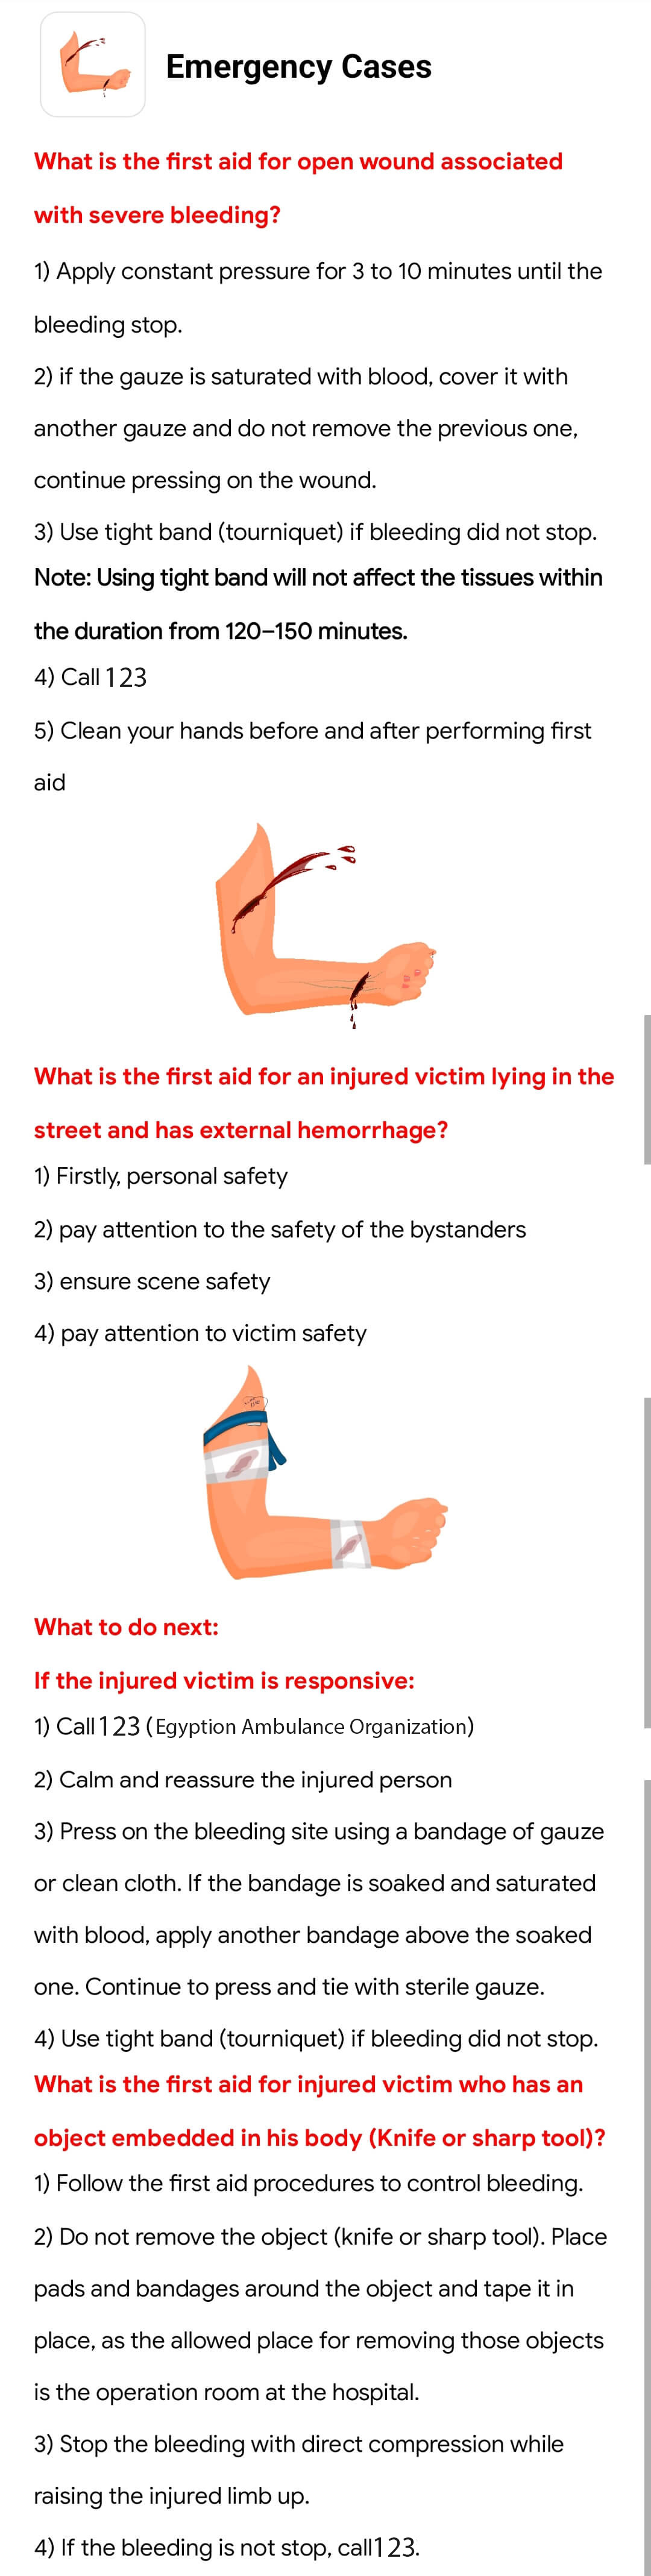 Emergency Cases
What is the first aid for open wound associated
with severe bleeding?
1) Apply constant pressure for 3 to 10 minutes until the
bleeding stop.
2) if the gauze is saturated with blood, cover it with
another gauze and do not remove the previous one,
continue pressing on the wound.
3) Use tight band (tourniquet) if bleeding did not stop.
Note: Using tight band will not affect the tissues within
the duration from 120–150 minutes.
4) Call 123
5) Clean your hands before and after performing first
aid
What is the first aid for an injured victim lying in the
street and has external hemorrhage?
1) Firstly, personal safety
2) pay attention to the safety of the bystanders
3) ensure scene safety
4) pay attention to victim safety
What to do next:
If the injured victim is responsive:
1) Call 123 (Egyption Ambulance Organization)
2) Calm and reassure the injured person
3) Press on the bleeding site using a bandage of gauze
or clean cloth. If the bandage is soaked and saturated
with blood, apply another bandage above the soaked
one. Continue to press and tie with sterile gauze.
4) Use tight band (tourniquet) if bleeding did not stop.
What is the first aid for injured victim who has an
object embedded in his body (Knife or sharp tool)?
1) Follow the first aid procedures to control bleeding.
2) Do not remove the object (knife or sharp tool). Place
pads and bandages around the object and tape it in
place, as the allowed place for removing those objects
is the operation room at the hospital.
3) Stop the bleeding with direct compression while
raising the injured limb up.
4) If the bleeding is not stop, call123.